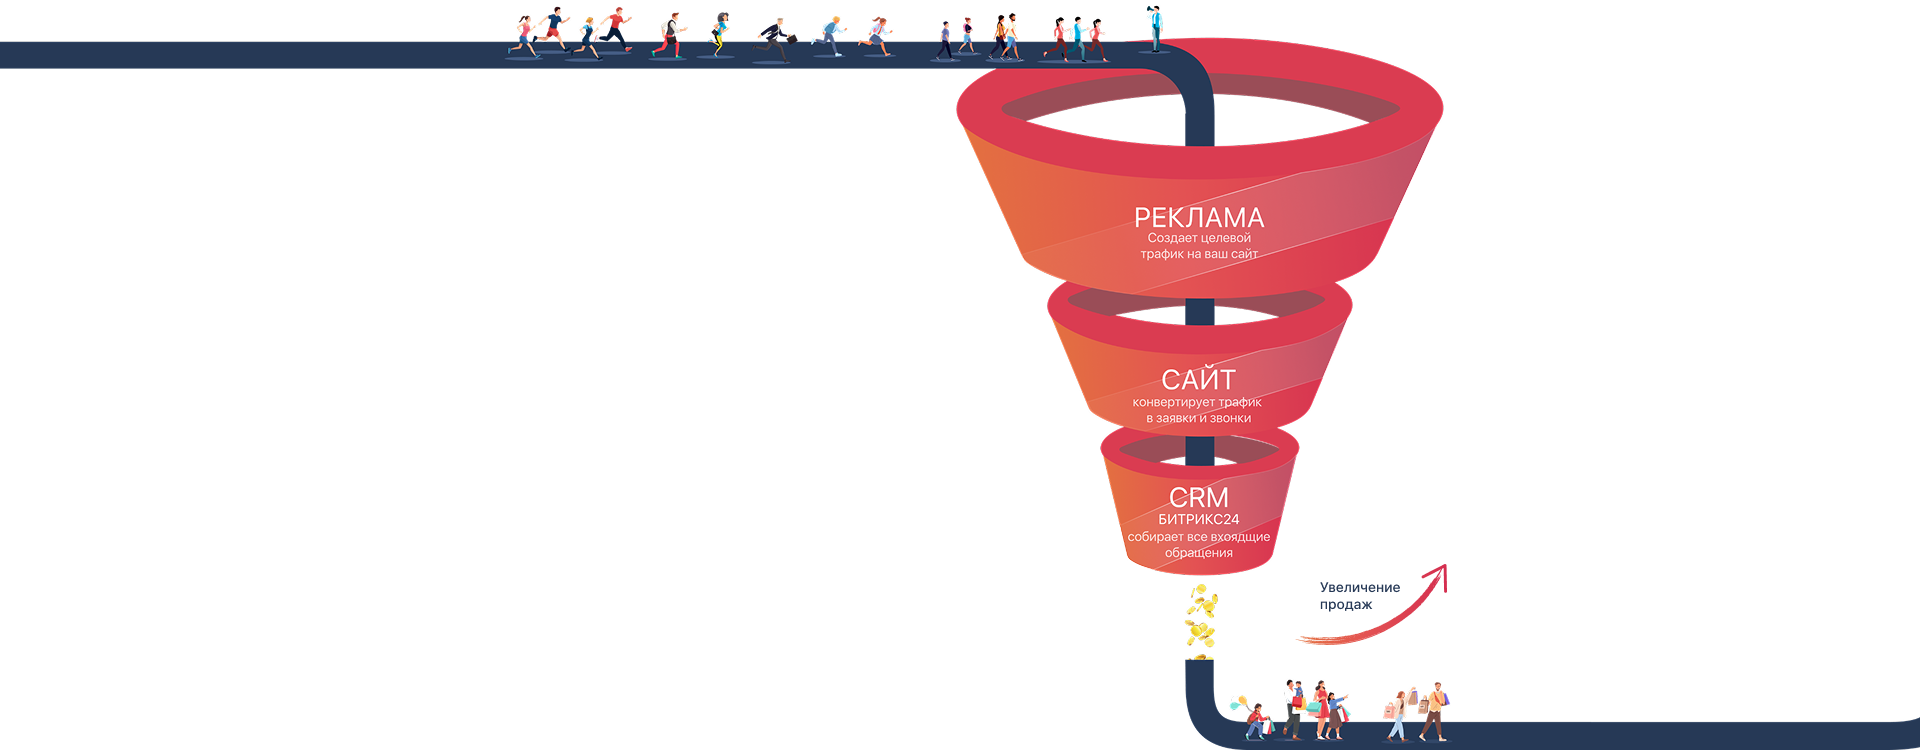 РЕКЛАМА
Создает целевой
трафик на ваш сайт
САЙТ
конвертирует трафик
в заявки и звонки
CRM
БИТРИКС24
собирает все вхоядщие
обращения
Увеличение
продаж